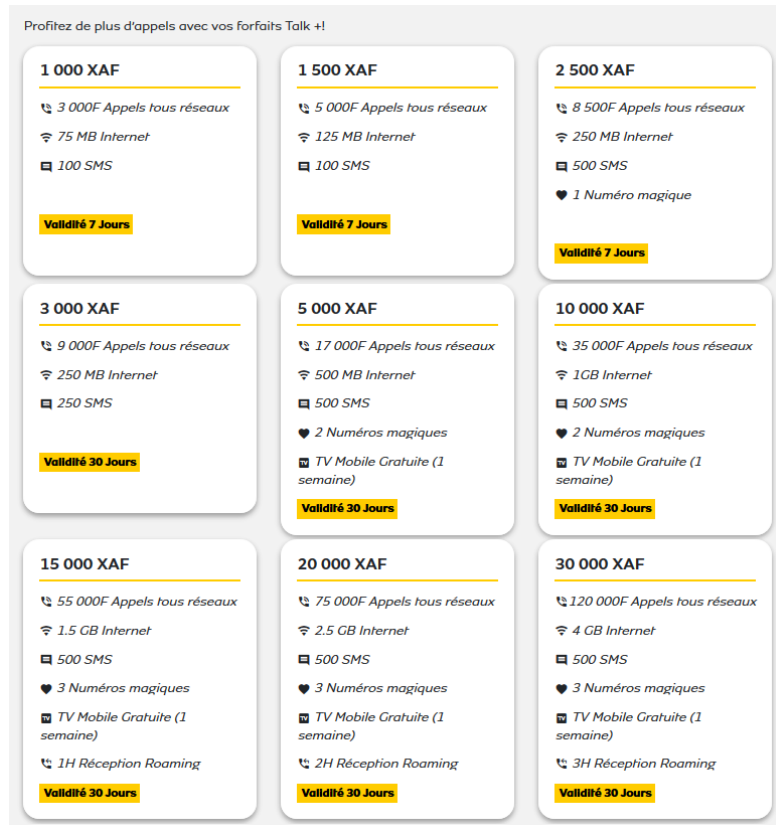 Profitez de plus d'appels avec vos forfaits Talk +!
1 000 XAF
3 000F Appels tous réseaux
75 MB Internet
100 SMS
Validité 7 Jours
1 500 XAF
5 000F Appels tous réseaux
125 MB Internet
100 SMS
Validité 7 Jours
2 500 XAF
8 500F Appels tous réseaux
250 MB Internet
500 SMS
1 Numéro magique
Validité 7 Jours
3 000 XAF
9 000F Appels tous réseaux
250 MB Internet
250 SMS
Validité 30 Jours
5 000 XAF
17 000F Appels tous réseaux
500 MB Internet
500 SMS
2 Numéros magiques
TV Mobile Gratuite (1
semaine)
Validité 30 Jours
10 000 XAF
35 000F Appels tous réseaux
1GB Internet
500 SMS
2 Numéros magiques
TV Mobile Gratuite (1
semaine)
Validité 30 Jours
15 000 XAF
55 000F Appels tous réseaux
1.5 GB Internet
500 SMS
3 Numéros magiques
TV Mobile Gratuite (1
semaine)
1H Réception Roaming
Validité 30 Jours
20 000 XAF
75 000F Appels tous réseaux
2.5 GB Internet
500 SMS
3 Numéros magiques
TV Mobile Gratuite (1
semaine)
2H Réception Roaming
Validité 30 Jours
30 000 XAF
120 000F Appels tous réseaux
4 GB Internet
500 SMS
3 Numéros magiques
TV Mobile Gratuite (1
semaine)
3H Réception Roaming
Validité 30 Jours